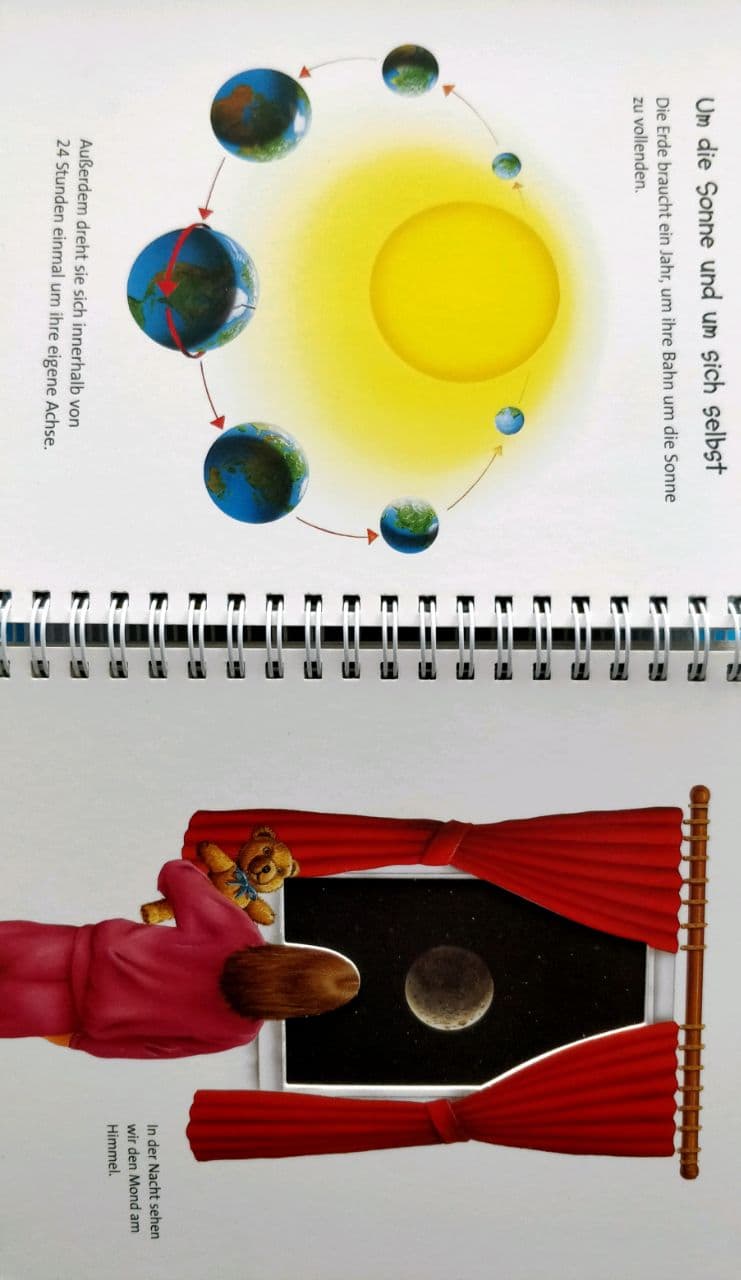 Um die Sonne und um sich selbst
Die Erde braucht ein Jahr, um ihre Bahn um die Sonne
zu vollenden.
Außerdem dreht sie sich innerhalb von
24 Stunden einmal um ihre eigene Achse.
In der Nacht sehen
wir den Mond am
Himmel.